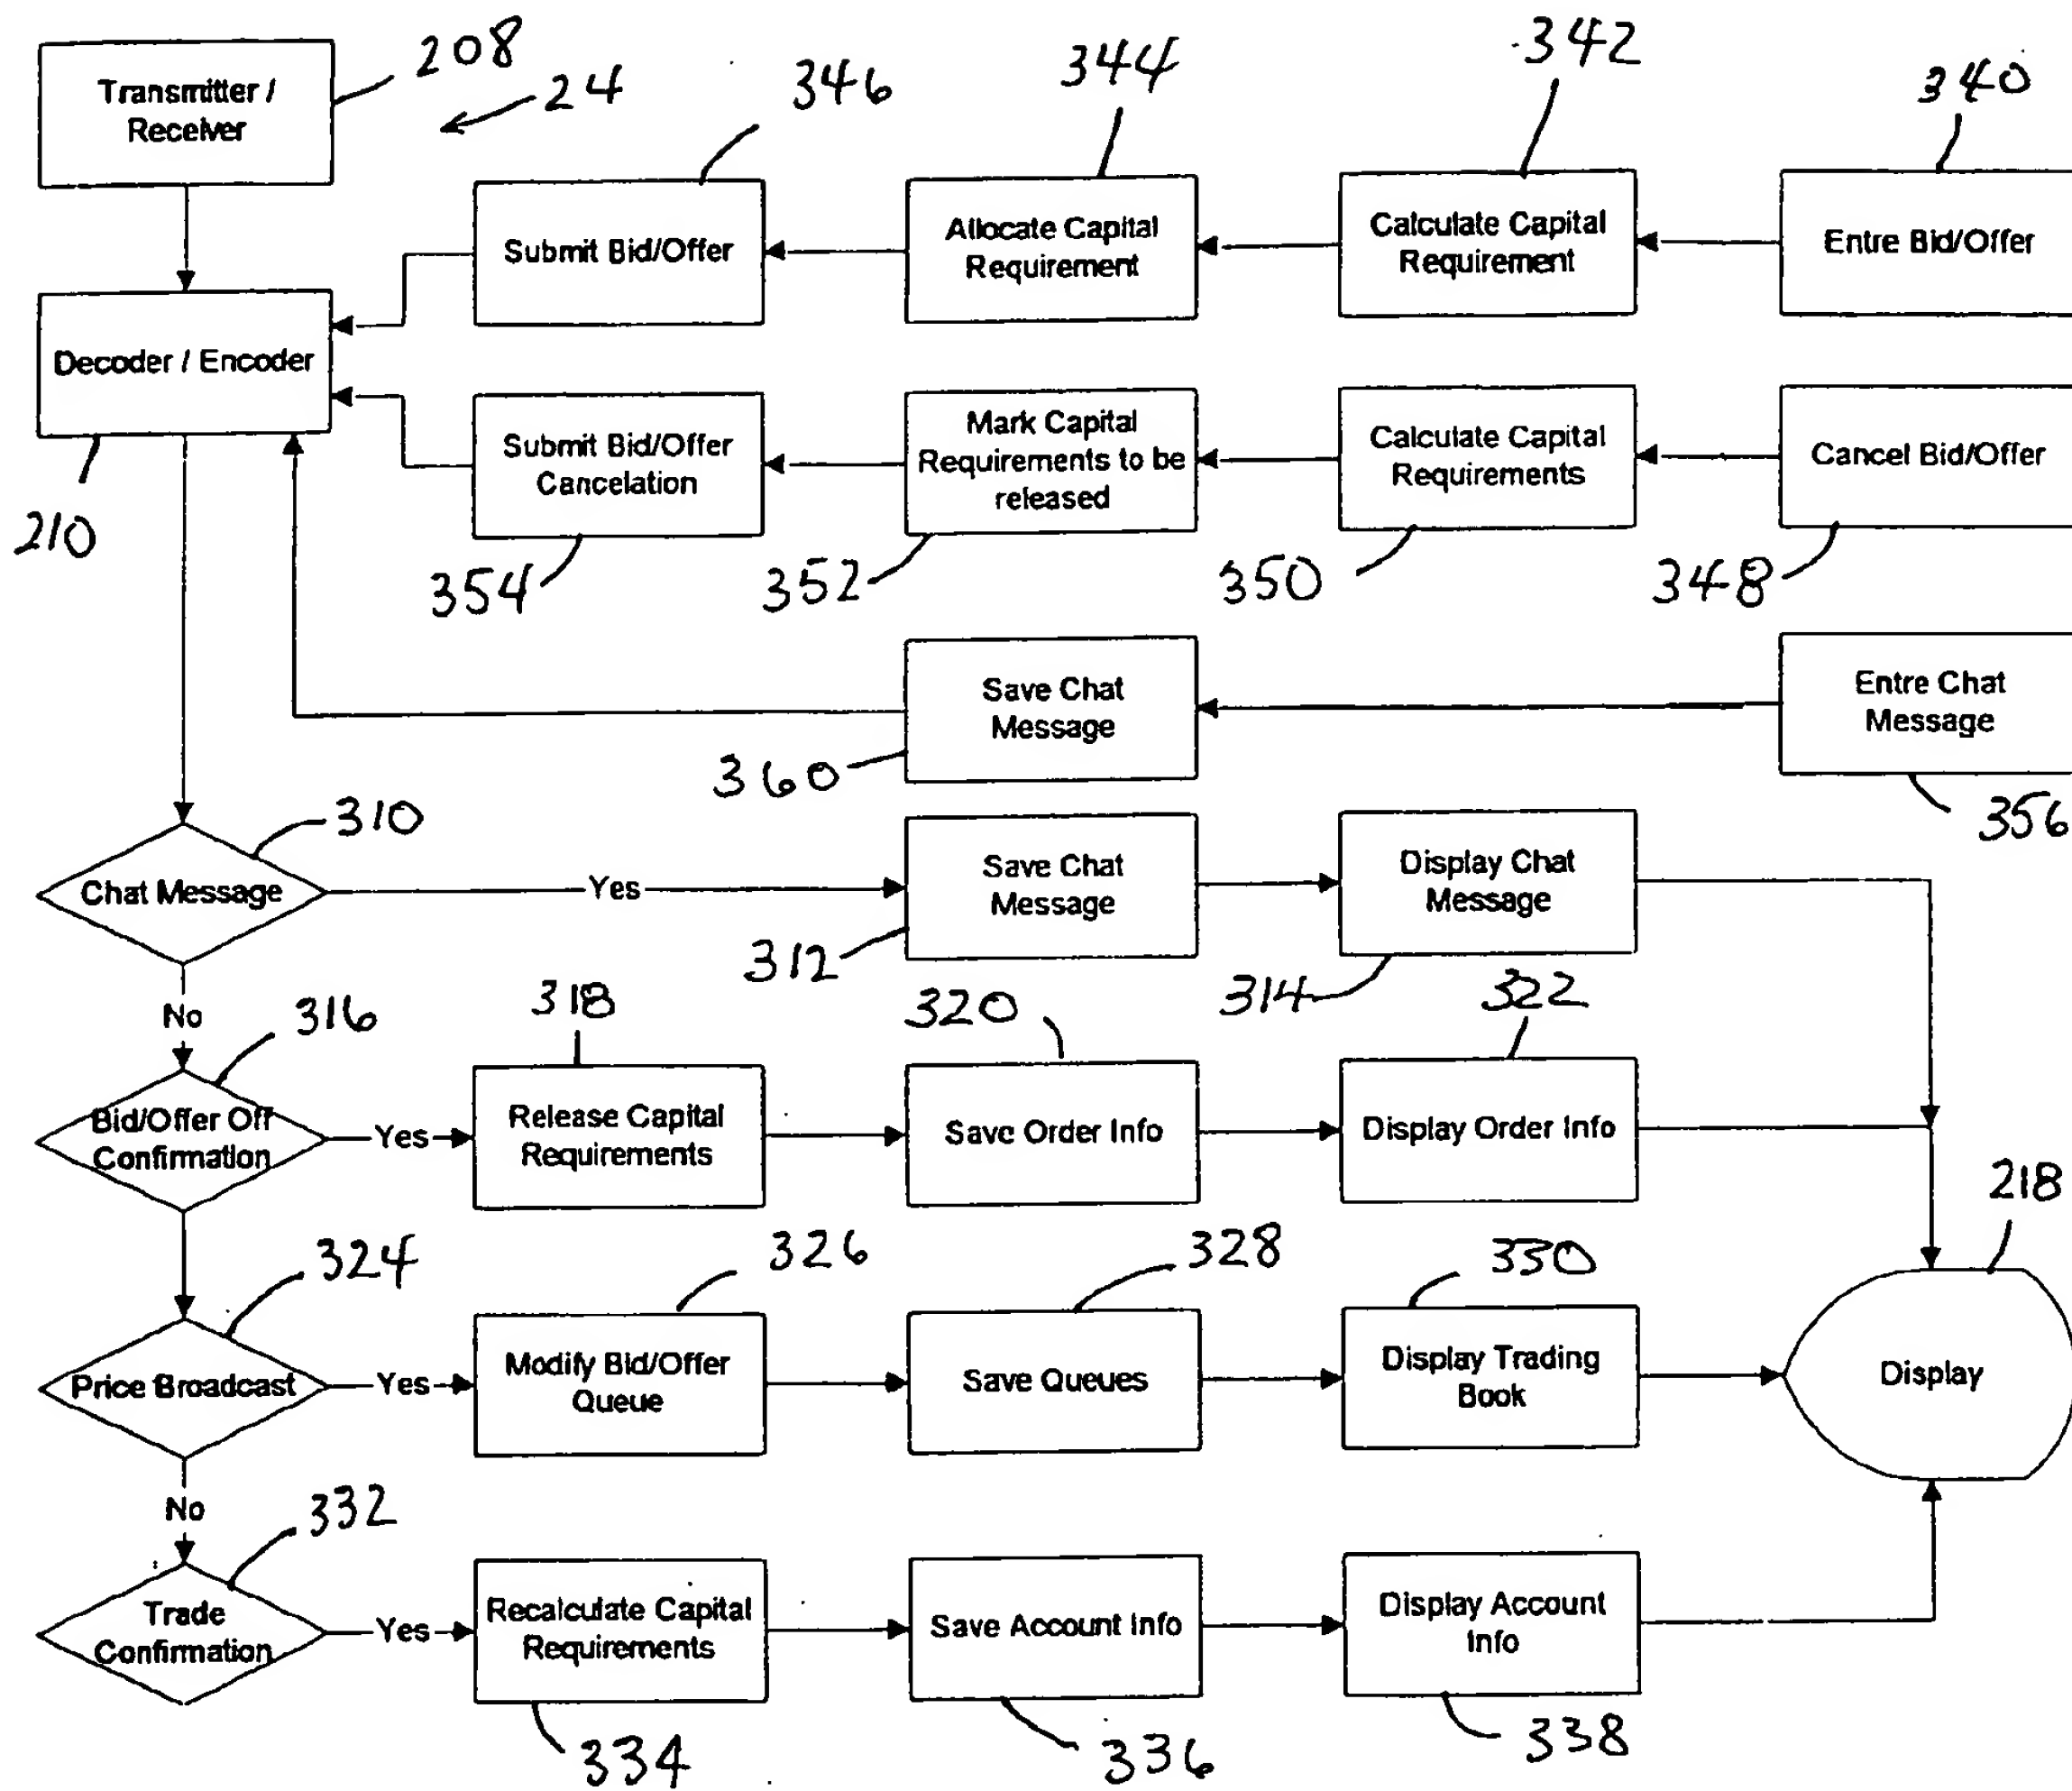 Transmitter /
Receiver
208
24
346
344
342
340
Submit Bid/Offer
Allocate Capital
Requirement
Calculate Capital
Requirement
Entre Bid/Offer
Decoder / Encoder
210
Submit Bid/Offer
Cancelation
Mark Capital
Requirements to be
released
Calculate Capital
Requirements
Cancel Bid/Offer
354
352
350
348
Save Chat
Message
Entre Chat
Message
360
356
310
Chat Message
Yes
Save Chat
Message
Display Chat
Message
312
314
No
316
318
320
322
Bid/Offer Off
Confirmation
Yes
Release Capital
Requirements
Save Order Info
Display Order Info
218
324
326
328
330
Price Broadcast
Yes
Modify Bid/Offer
Queue
Save Queues
Display Trading
Book
Display
No
332
Trade
Confirmation
Yes
Recalculate Capital
Requirements
Save Account Info
Display Account
Info
334
336
338